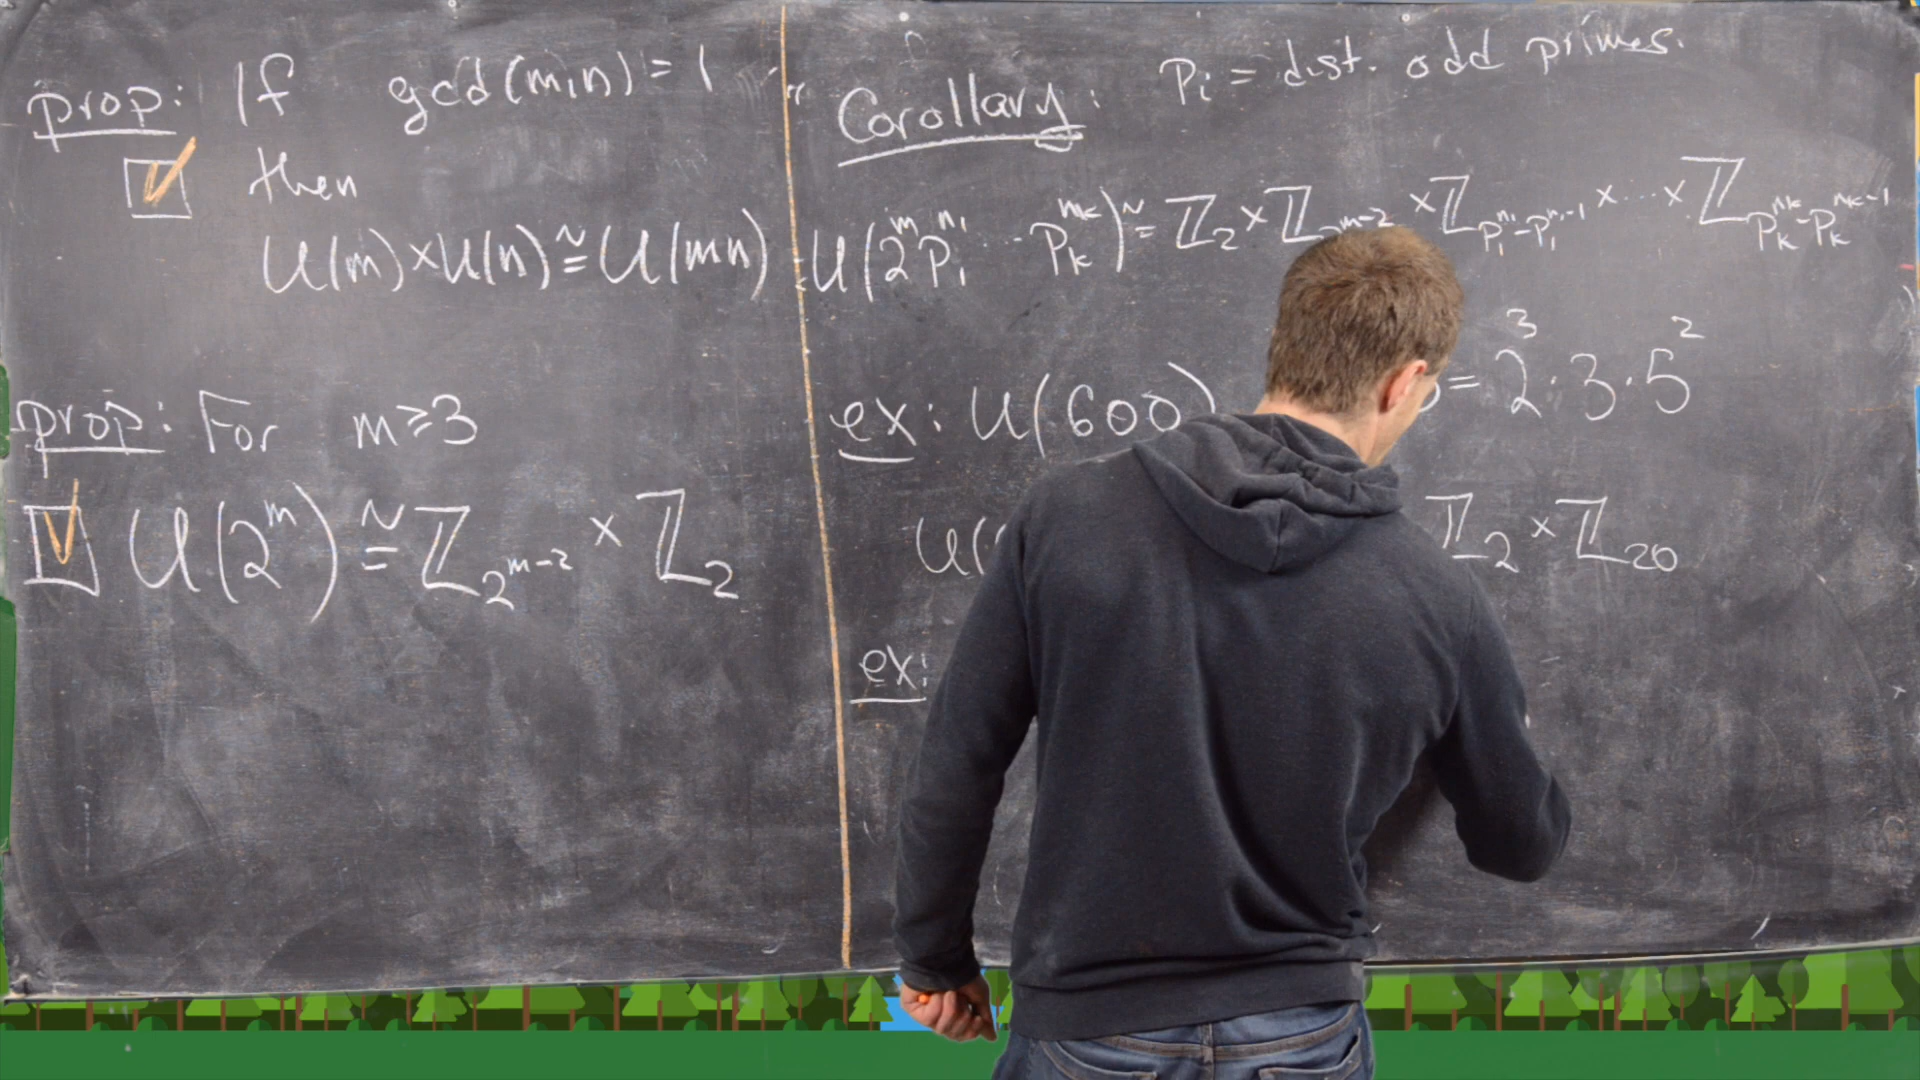 prop: If gcd(m,n)=1
then
U(m)×U(n)≅U(mn)
prop: For m≥3
U(2^m)≅ℤ_{2^{m-2}}×ℤ_2
Corollary: P_i = dist. odd primes.
U(2^m P_1^{n_1} ⋯ P_k^{n_k})≅ℤ_2×ℤ_{2^{m-2}}×ℤ_{P_1^{n_1}-P_1^{n_1-1}}×⋯×ℤ_{P_k^{n_k}-P_k^{n_k-1}}
ex: U(600) = 2^3·3·5^2
U( ℤ_2×ℤ_20
ex: